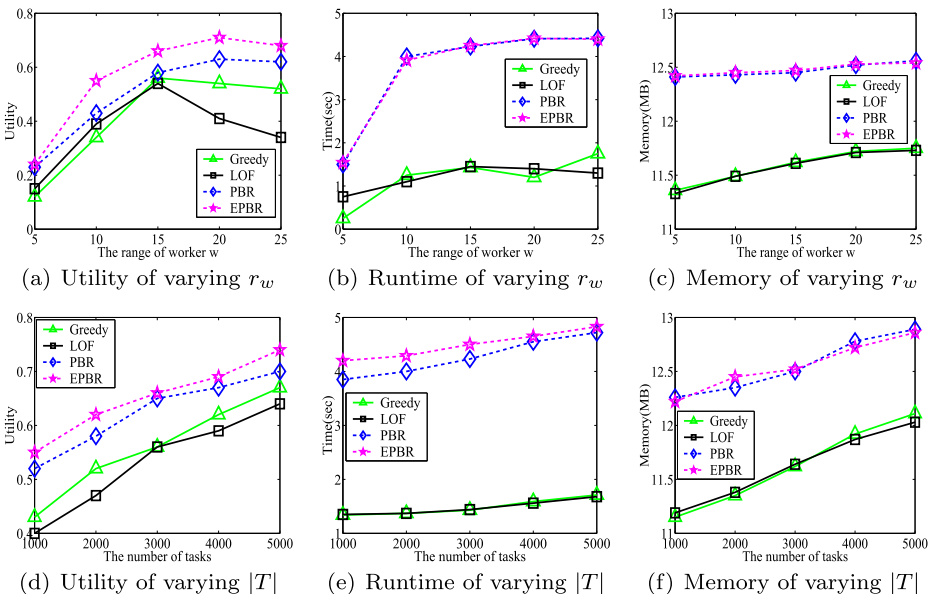 0.8
0.6
0.4
0.2
0
Utility
Greedy
LOF
PBR
EPBR
5 10 15 20 25
The range of worker w
(a) Utility of varying r_w
5
4
3
2
1
0
Time(sec)
Greedy
LOF
PBR
EPBR
5 10 15 20 25
The range of worker w
(b) Runtime of varying r_w
13
12.5
12
11.5
11
Memory(MB)
Greedy
LOF
PBR
EPBR
5 10 15 20 25
The range of worker w
(c) Memory of varying r_w
0.8
0.7
0.6
0.5
0.4
Utility
Greedy
LOF
PBR
EPBR
1000 2000 3000 4000 5000
The number of tasks
(d) Utility of varying |T|
5
4
3
2
1
Time(sec)
Greedy
LOF
PBR
EPBR
1000 2000 3000 4000 5000
The number of tasks
(e) Runtime of varying |T|
13
12.5
12
11.5
11
Memory(MB)
Greedy
LOF
PBR
EPBR
1000 2000 3000 4000 5000
The number of tasks
(f) Memory of varying |T|